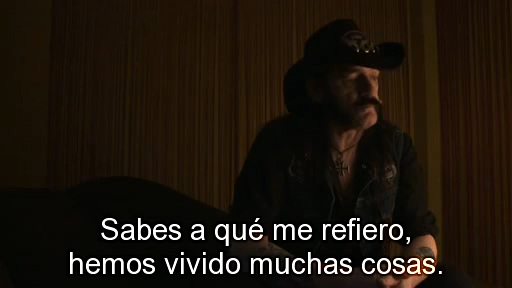 Sabes a qué me refiero,
hemos vivido muchas cosas.